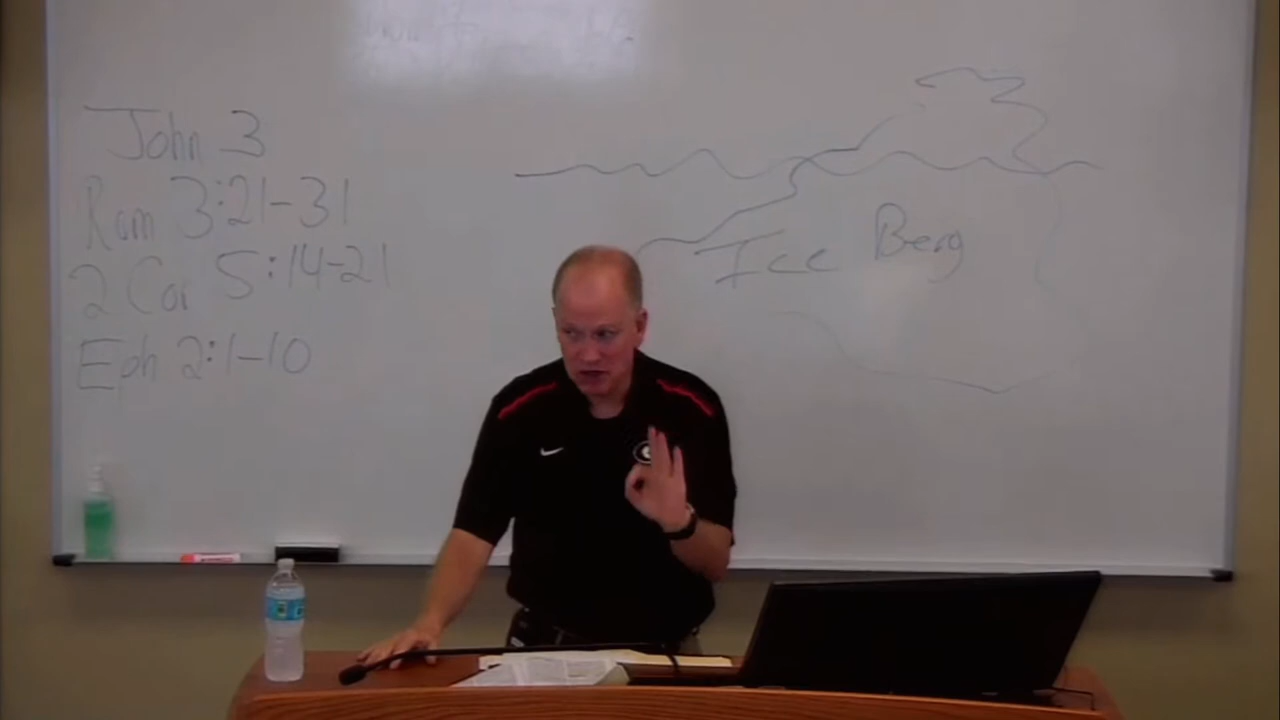 John 3
Rom 3:21-31
2 Cor 5:14-21
Eph 2:1-10
Ice Berg
G